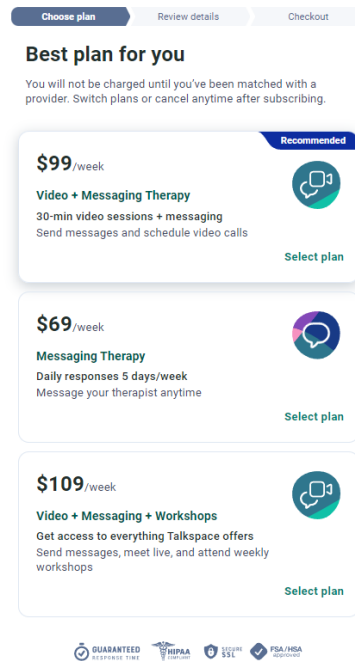 Choose plan
Review details
Checkout
Best plan for you
You will not be charged until you've been matched with a
provider. Switch plans or cancel anytime after subscribing.
Recommended
$99/week
Video + Messaging Therapy
30-min video sessions + messaging
Send messages and schedule video calls
Select plan
$69/week
Messaging Therapy
Daily responses 5 days/week
Message your therapist anytime
Select plan
$109/week
Video + Messaging + Workshops
Get access to everything Talkspace offers
Send messages, meet live, and attend weekly
workshops
Select plan
GUARANTEED
RESPONSE TIME
HIPAA
COMPLIANT
SECURE
SSL
FSA/HSA
approved